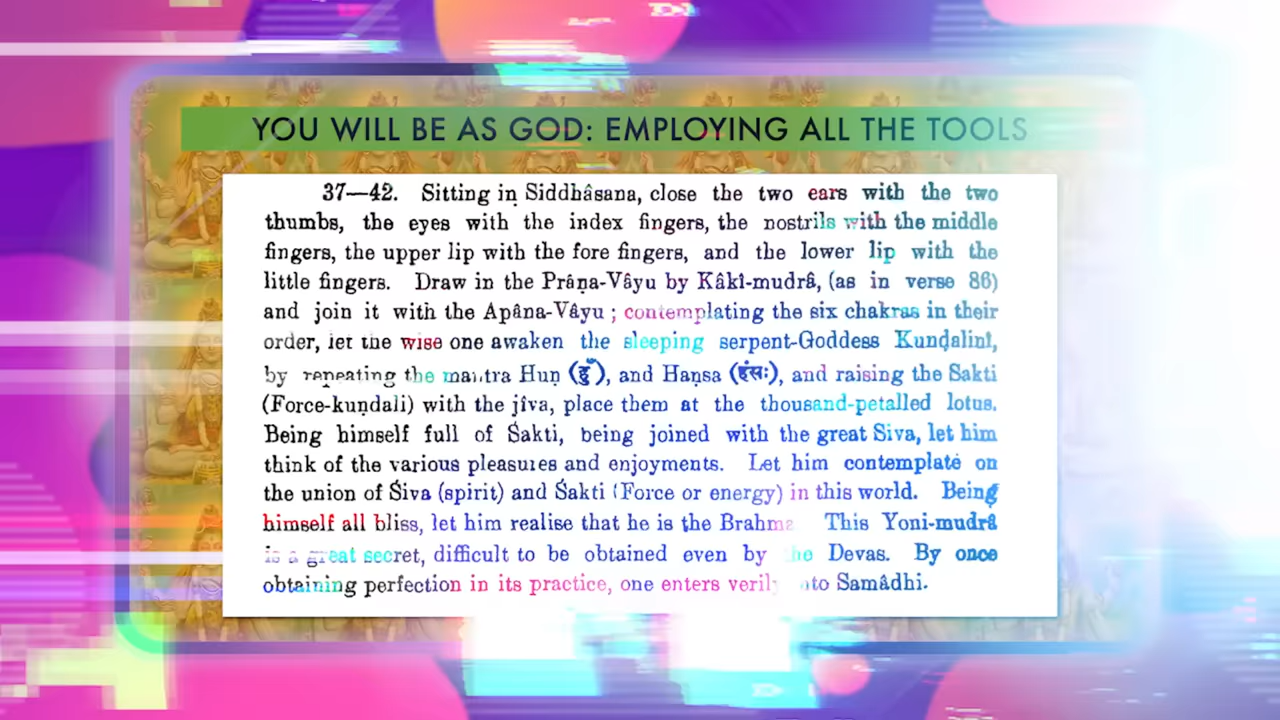 YOU WILL BE AS GOD: EMPLOYING ALL THE TOOLS
37—42. Sitting in Siddhâsana, close the two ears with the two
thumbs, the eyes with the index fingers, the nostrils with the middle
fingers, the upper lip with the fore fingers, and the lower lip with the
little fingers. Draw in the Prâṇa-Vâyu by Kâkî-mudrâ, (as in verse 86)
and join it with the Apâna-Vâyu ; contemplating the six chakras in their
order, let the wise one awaken the sleeping serpent-Goddess Kuṇḍalinî,
by repeating the mantra Huṇ (हुँ), and Haṇsa (हंसः), and raising the Sakti
(Force-kuṇdali) with the jîva, place them at the thousand-petalled lotus.
Being himself full of Śakti, being joined with the great Siva, let him
think of the various pleasures and enjoyments. Let him contemplate on
the union of Śiva (spirit) and Śakti (Force or energy) in this world. Being
himself all bliss, let him realise that he is the Brahma This Yoni-mudrâ
is a great secret, difficult to be obtained even by the Devas. By once
obtaining perfection in its practice, one enters verily into Samâdhi.